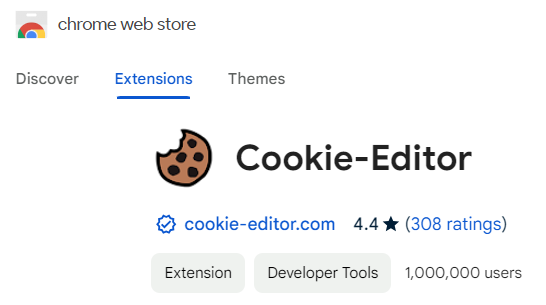 chrome web store
Discover Extensions Themes
Cookie-Editor
cookie-editor.com 4.4★ (308 ratings)
Extension Developer Tools 1,000,000 users